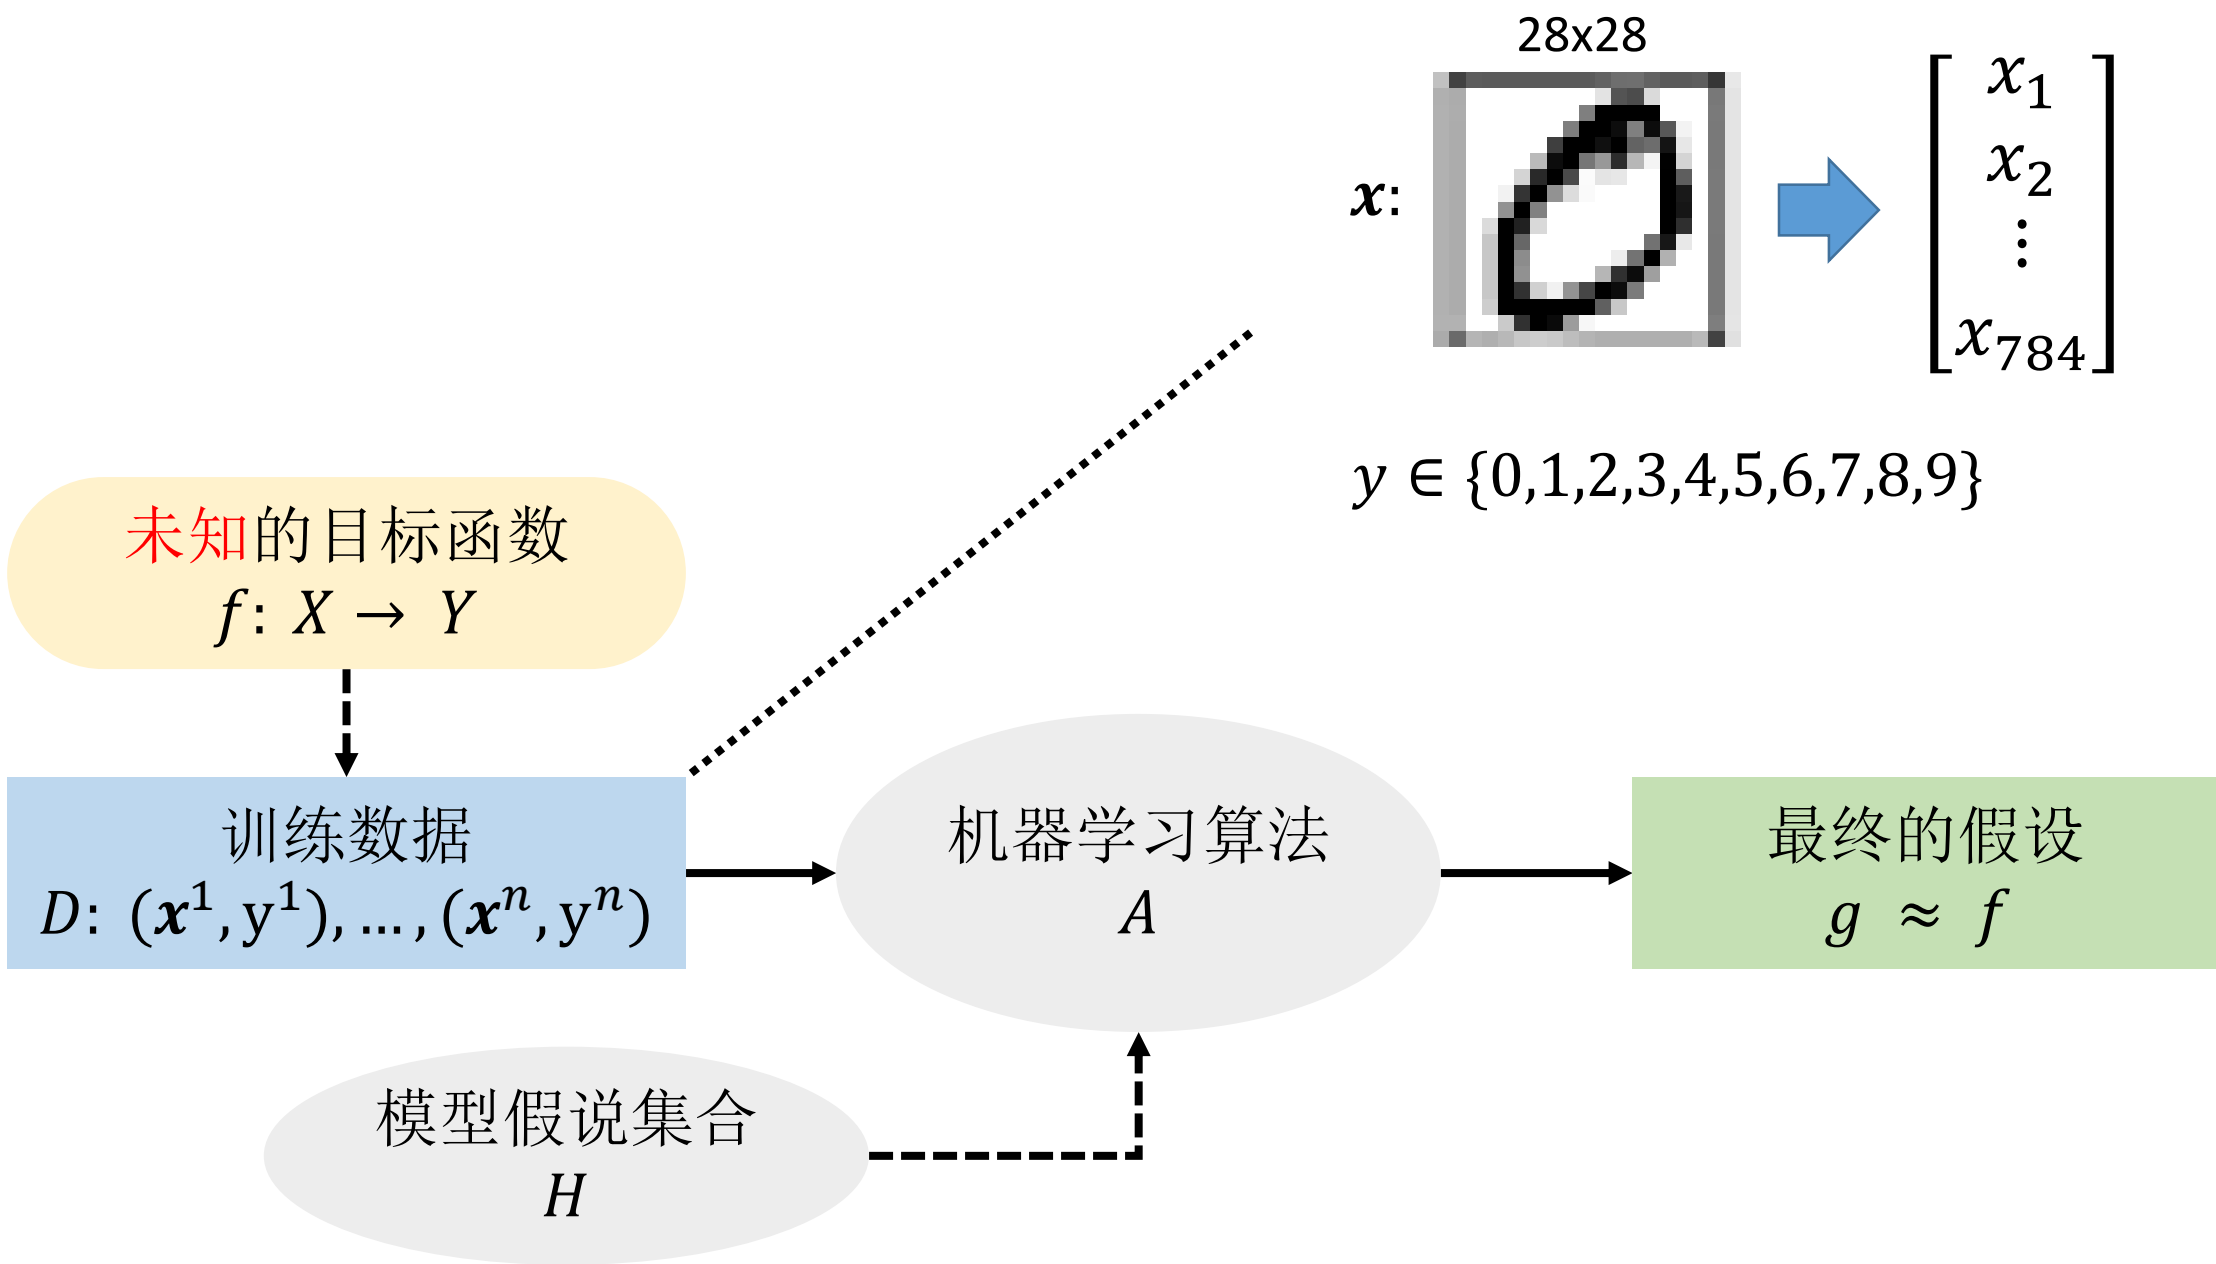 28x28
x:
x₁
x₂
⋮
x₇₈₄
y ∈ {0,1,2,3,4,5,6,7,8,9}
未知的目标函数
f: X → Y
训练数据
D: (x¹,y¹),…,(xⁿ,yⁿ)
机器学习算法
A
最终的假设
g ≈ f
模型假说集合
H